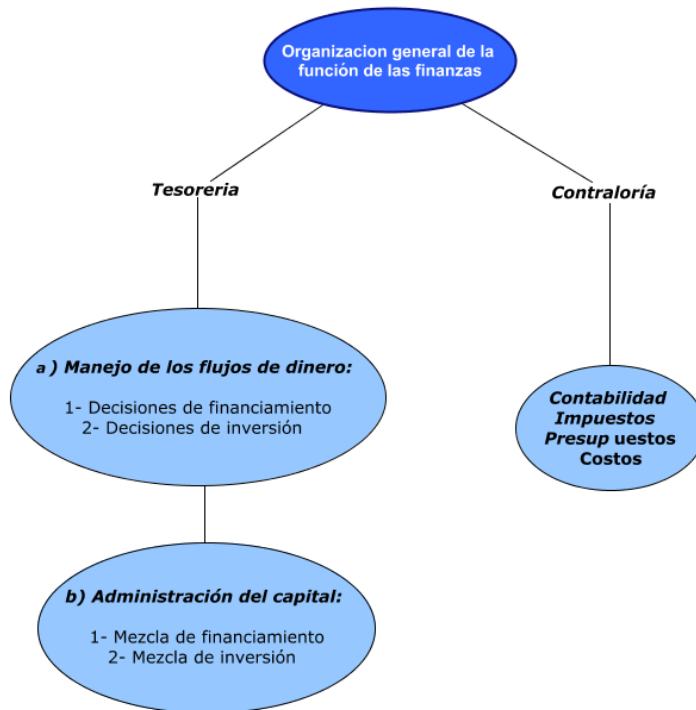 Organizacion general de la
función de las finanzas
Tesoreria
Contraloría
a ) Manejo de los flujos de dinero:
1- Decisiones de financiamiento
2- Decisiones de inversión
Contabilidad
Impuestos
Presup uestos
Costos
b) Administración del capital:
1- Mezcla de financiamiento
2- Mezcla de inversión